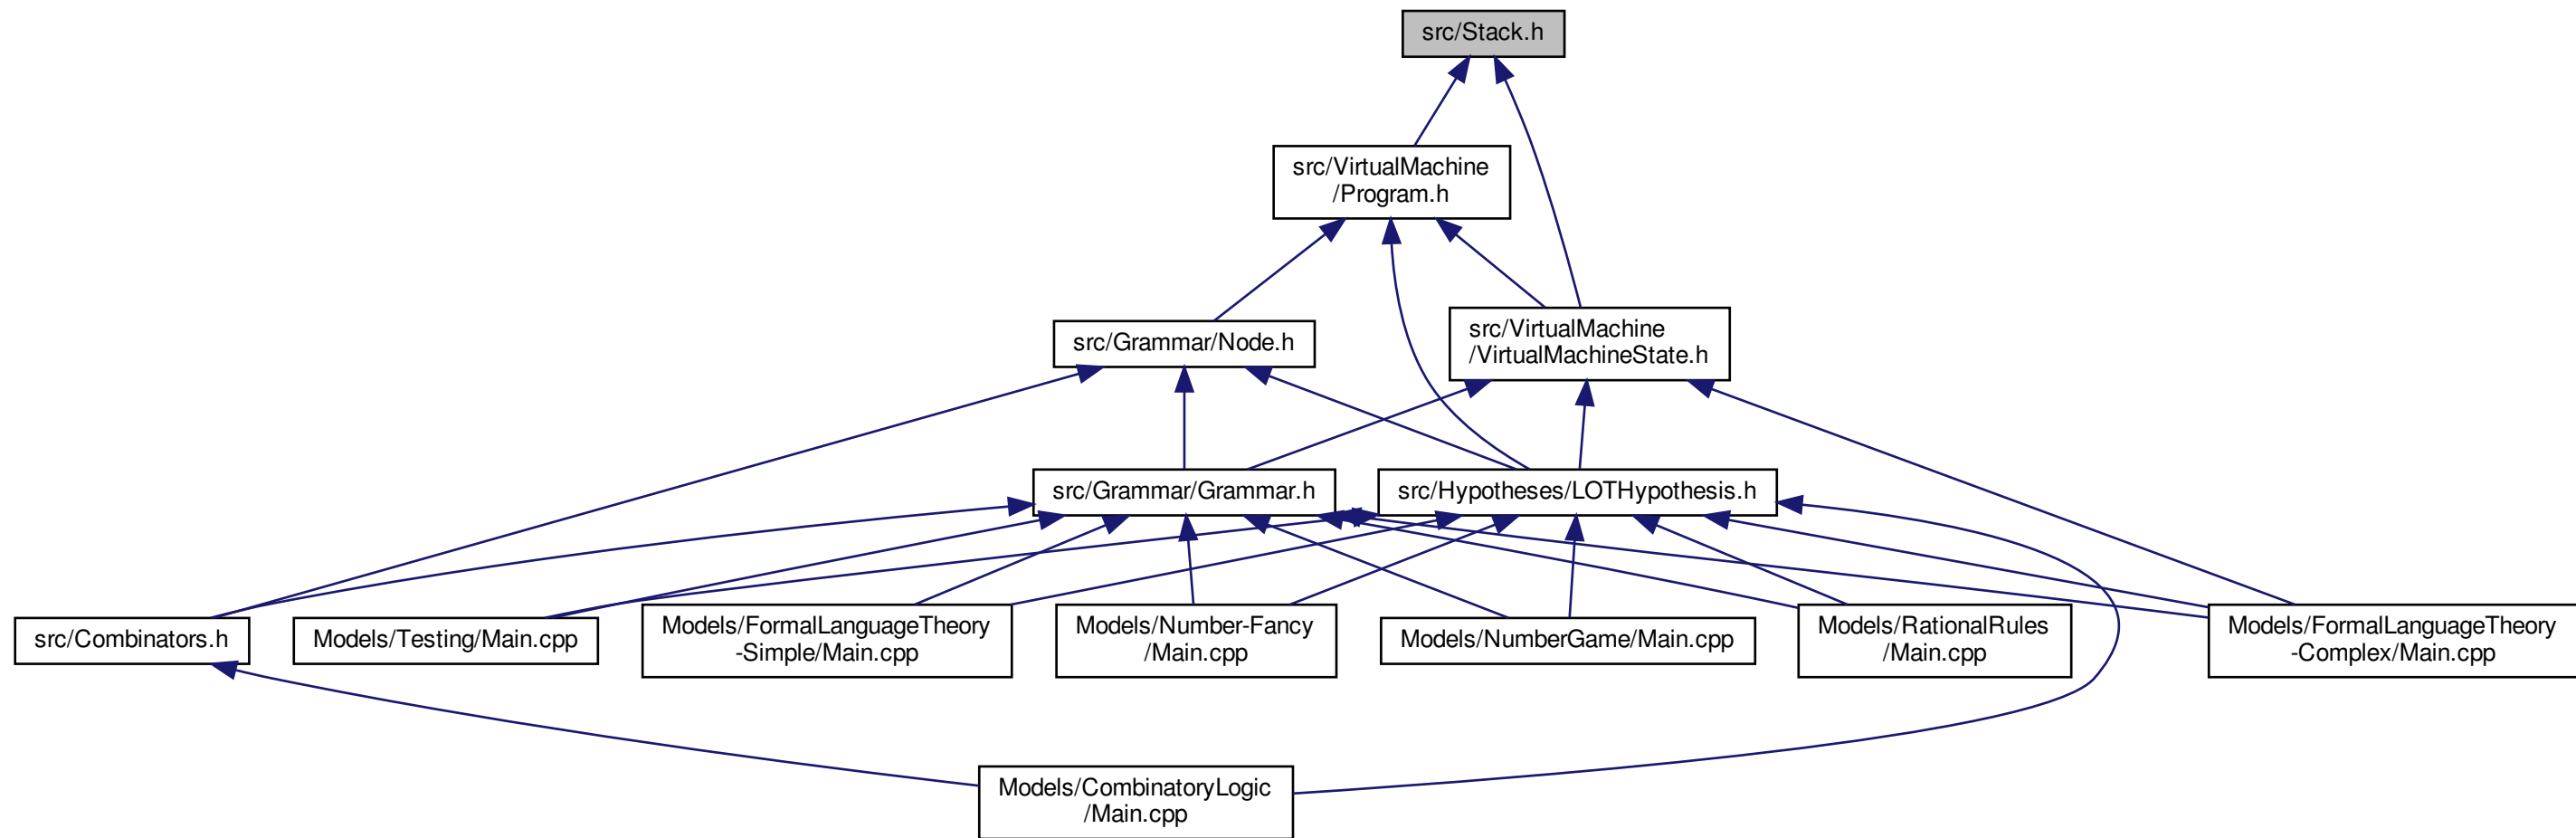 src/Stack.h
src/VirtualMachine
/Program.h
src/Grammar/Node.h
src/VirtualMachine
/VirtualMachineState.h
src/Grammar/Grammar.h
src/Hypotheses/LOTHypothesis.h
src/Combinators.h
Models/Testing/Main.cpp
Models/FormalLanguageTheory
-Simple/Main.cpp
Models/Number-Fancy
/Main.cpp
Models/NumberGame/Main.cpp
Models/RationalRules
/Main.cpp
Models/FormalLanguageTheory
-Complex/Main.cpp
Models/CombinatoryLogic
/Main.cpp